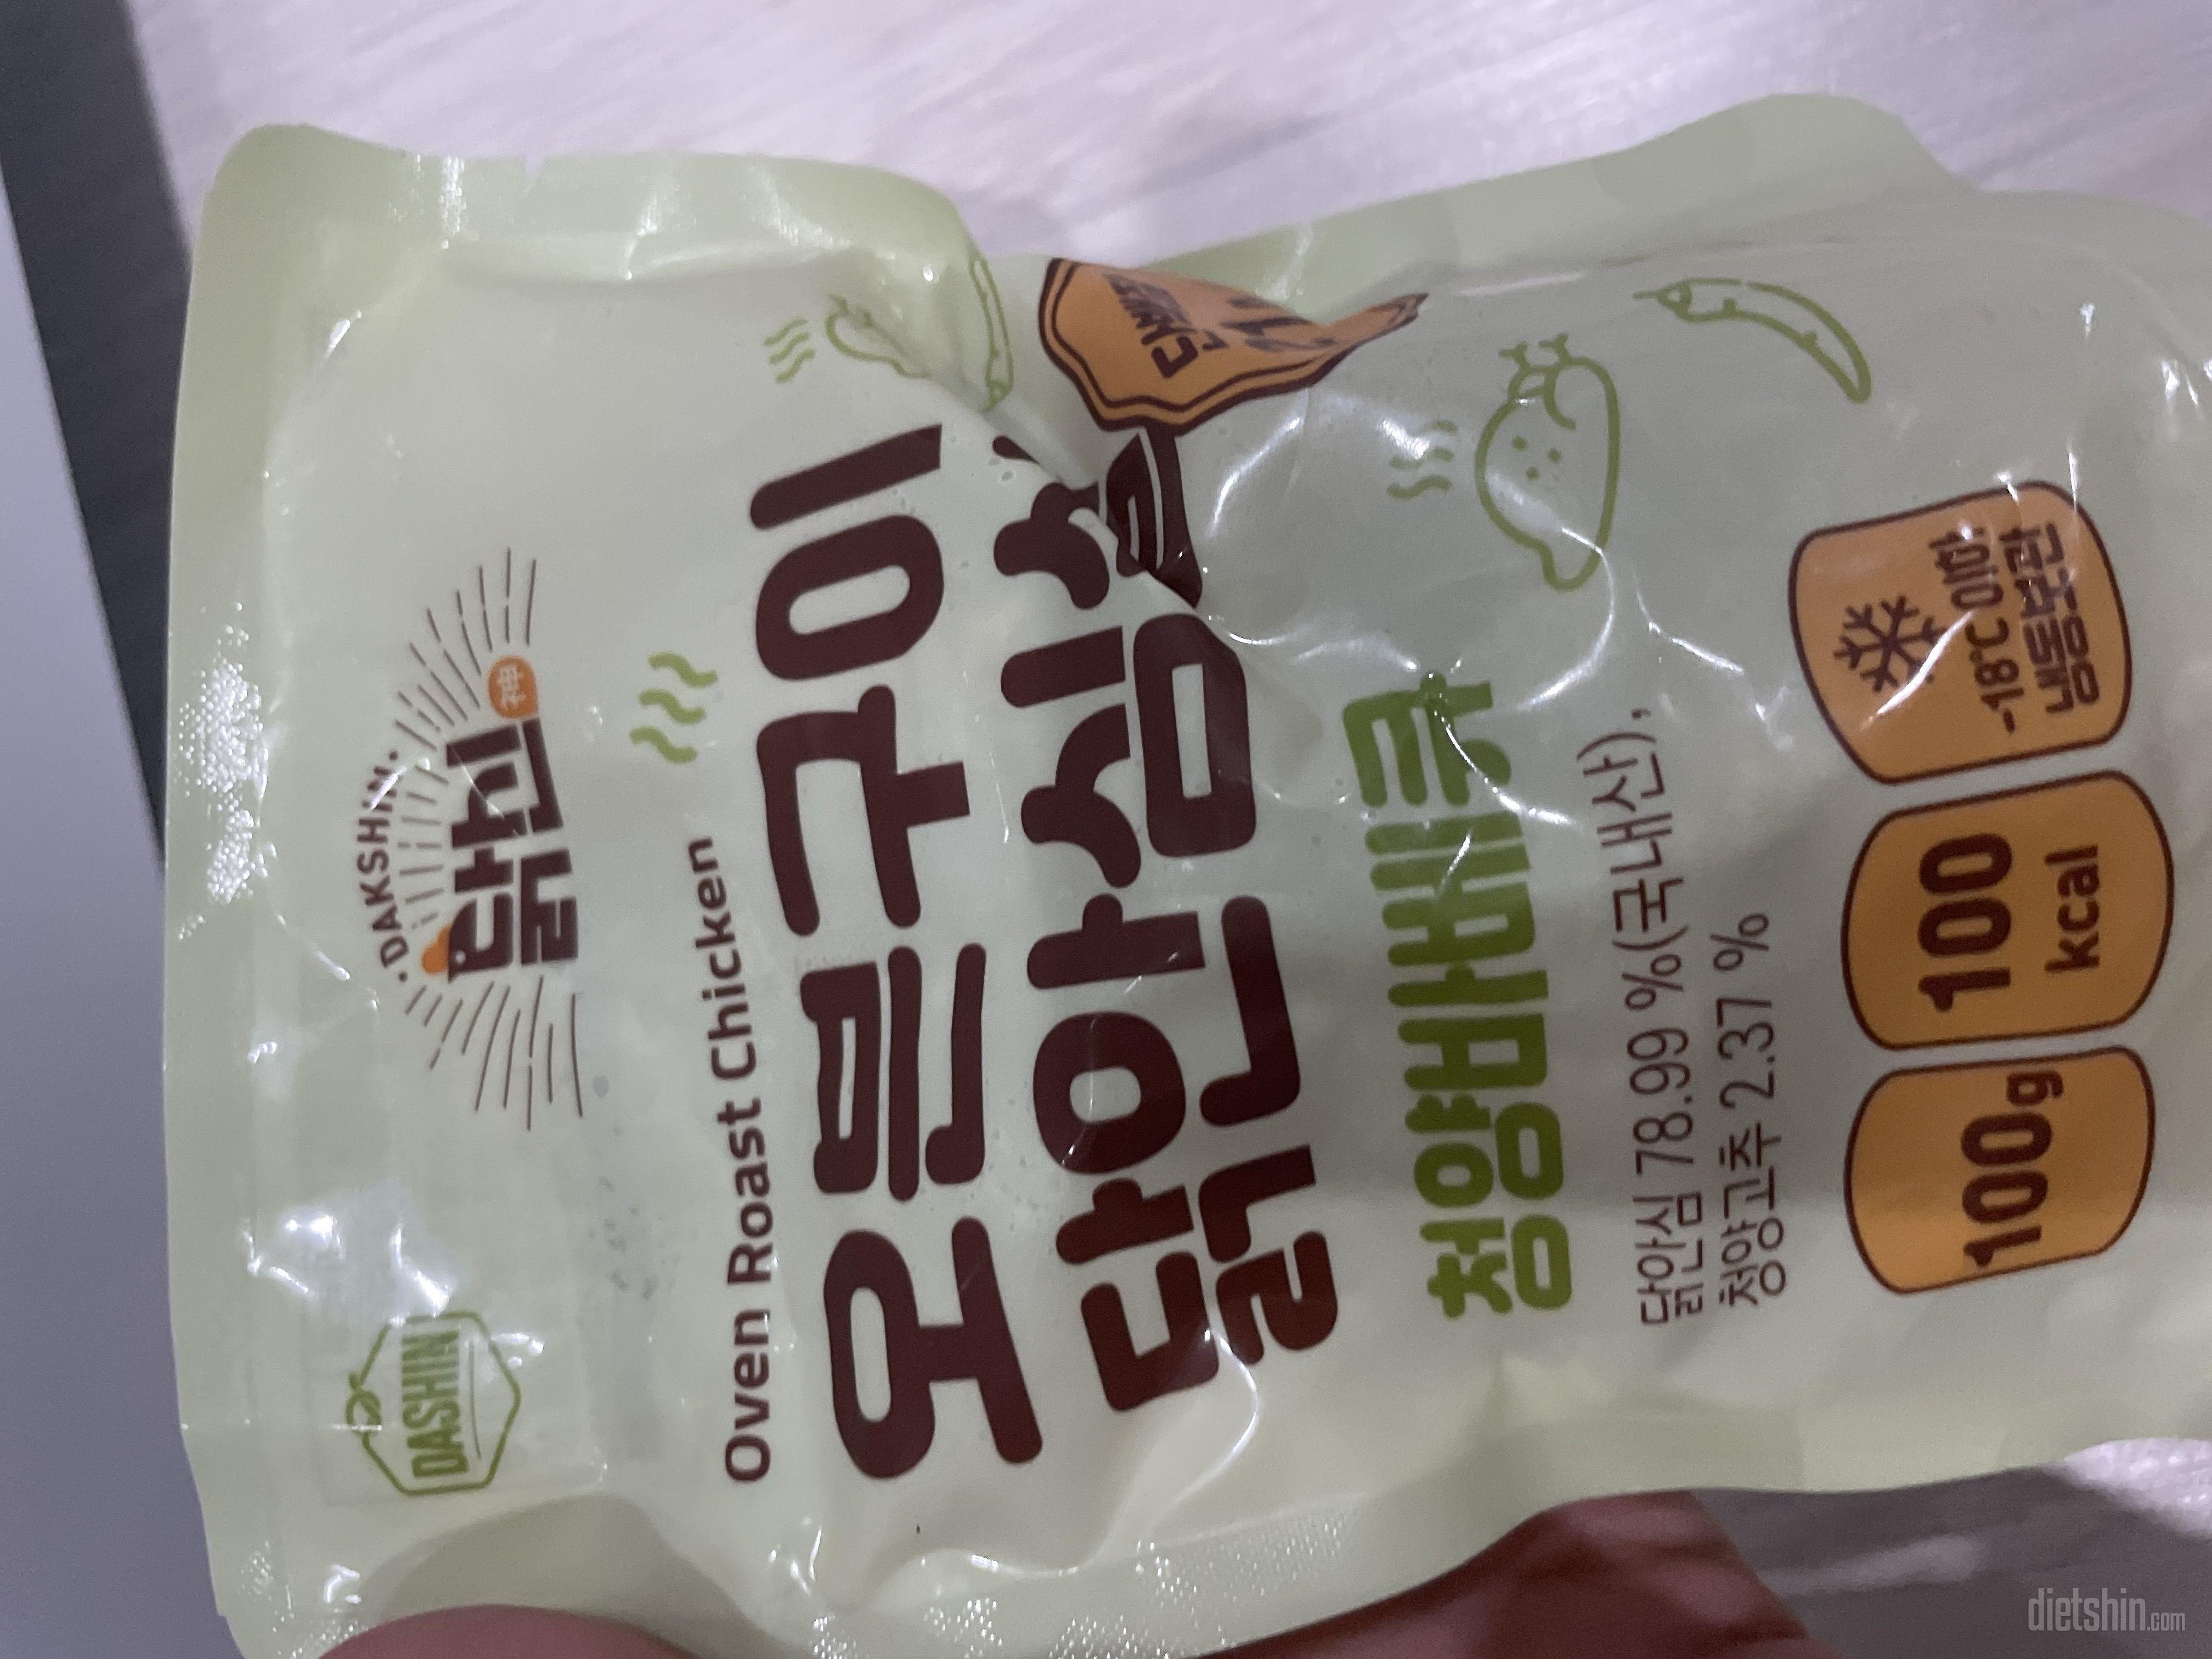 DASHIN
·DAKSHIN·
닭신
神
Oven Roast Chicken
오븐구이
닭안심
청양바베큐
닭안심 78.99 %(국내산),
청양고추 2.37 %
100g
100
kcal
-18℃ 이하
냉동보관
dietshin.com